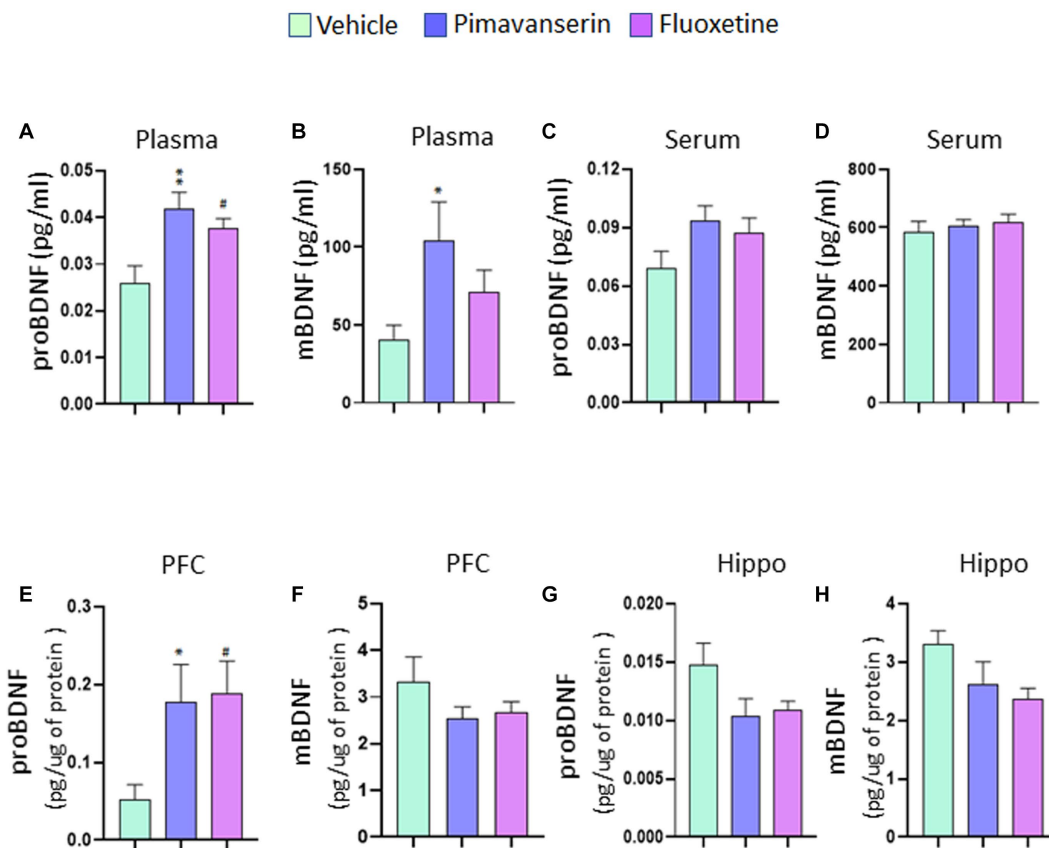 Vehicle Pimavanserin Fluoxetine
A Plasma
proBDNF (pg/ml)
0.05
0.04
0.03
0.02
0.01
0.00
**
#
B Plasma
mBDNF (pg/ml)
150
100
50
0
*
C Serum
proBDNF (pg/ml)
0.12
0.09
0.06
0.03
0.00
D Serum
mBDNF (pg/ml)
800
600
400
200
0
E PFC
proBDNF
(pg/ug of protein )
0.3
0.2
0.1
0.0
*
#
F PFC
mBDNF
(pg/ug of protein )
5
4
3
2
1
0
G Hippo
proBDNF
(pg/ug of protein )
0.020
0.015
0.010
0.005
0.000
H Hippo
mBDNF
(pg/ug of protein )
4
3
2
1
0